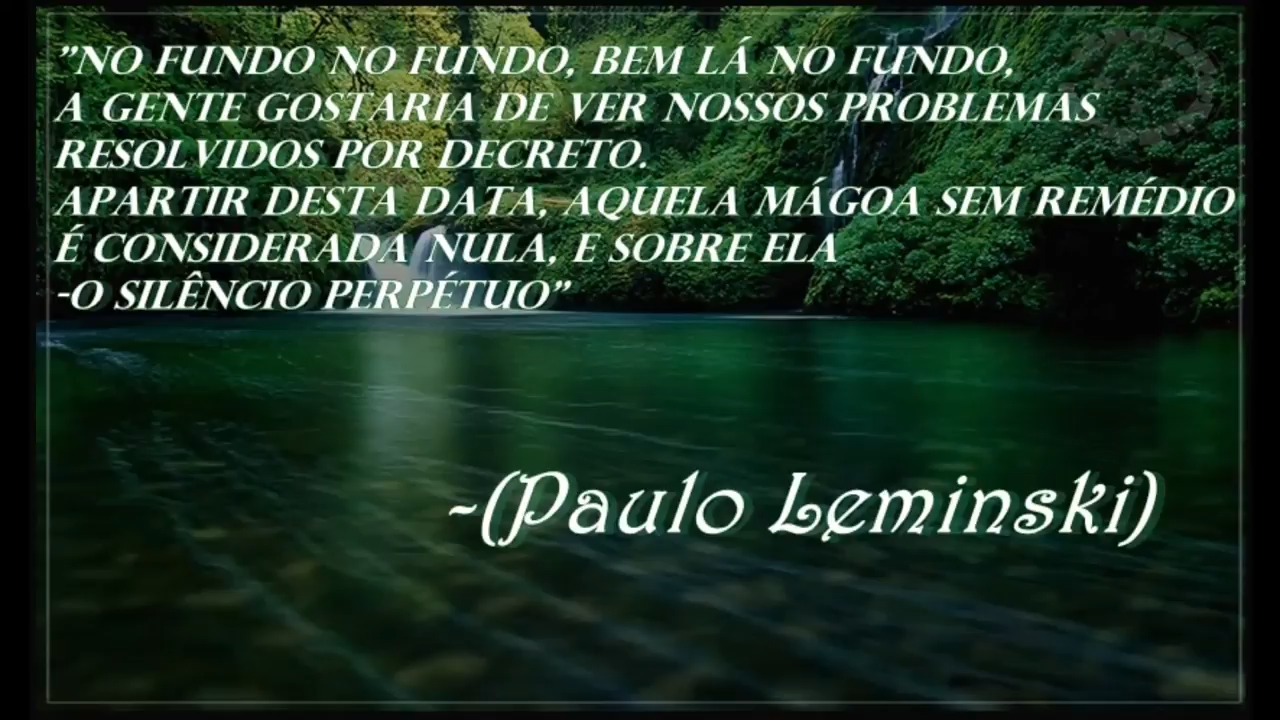 "NO FUNDO NO FUNDO, BEM LÁ NO FUNDO,
A GENTE GOSTARIA DE VER NOSSOS PROBLEMAS
RESOLVIDOS POR DECRETO.
APARTIR DESTA DATA, AQUELA MÁGOA SEM REMÉDIO
É CONSIDERADA NULA, E SOBRE ELA
-O SILÊNCIO PERPÉTUO"
-(Paulo Leminski)